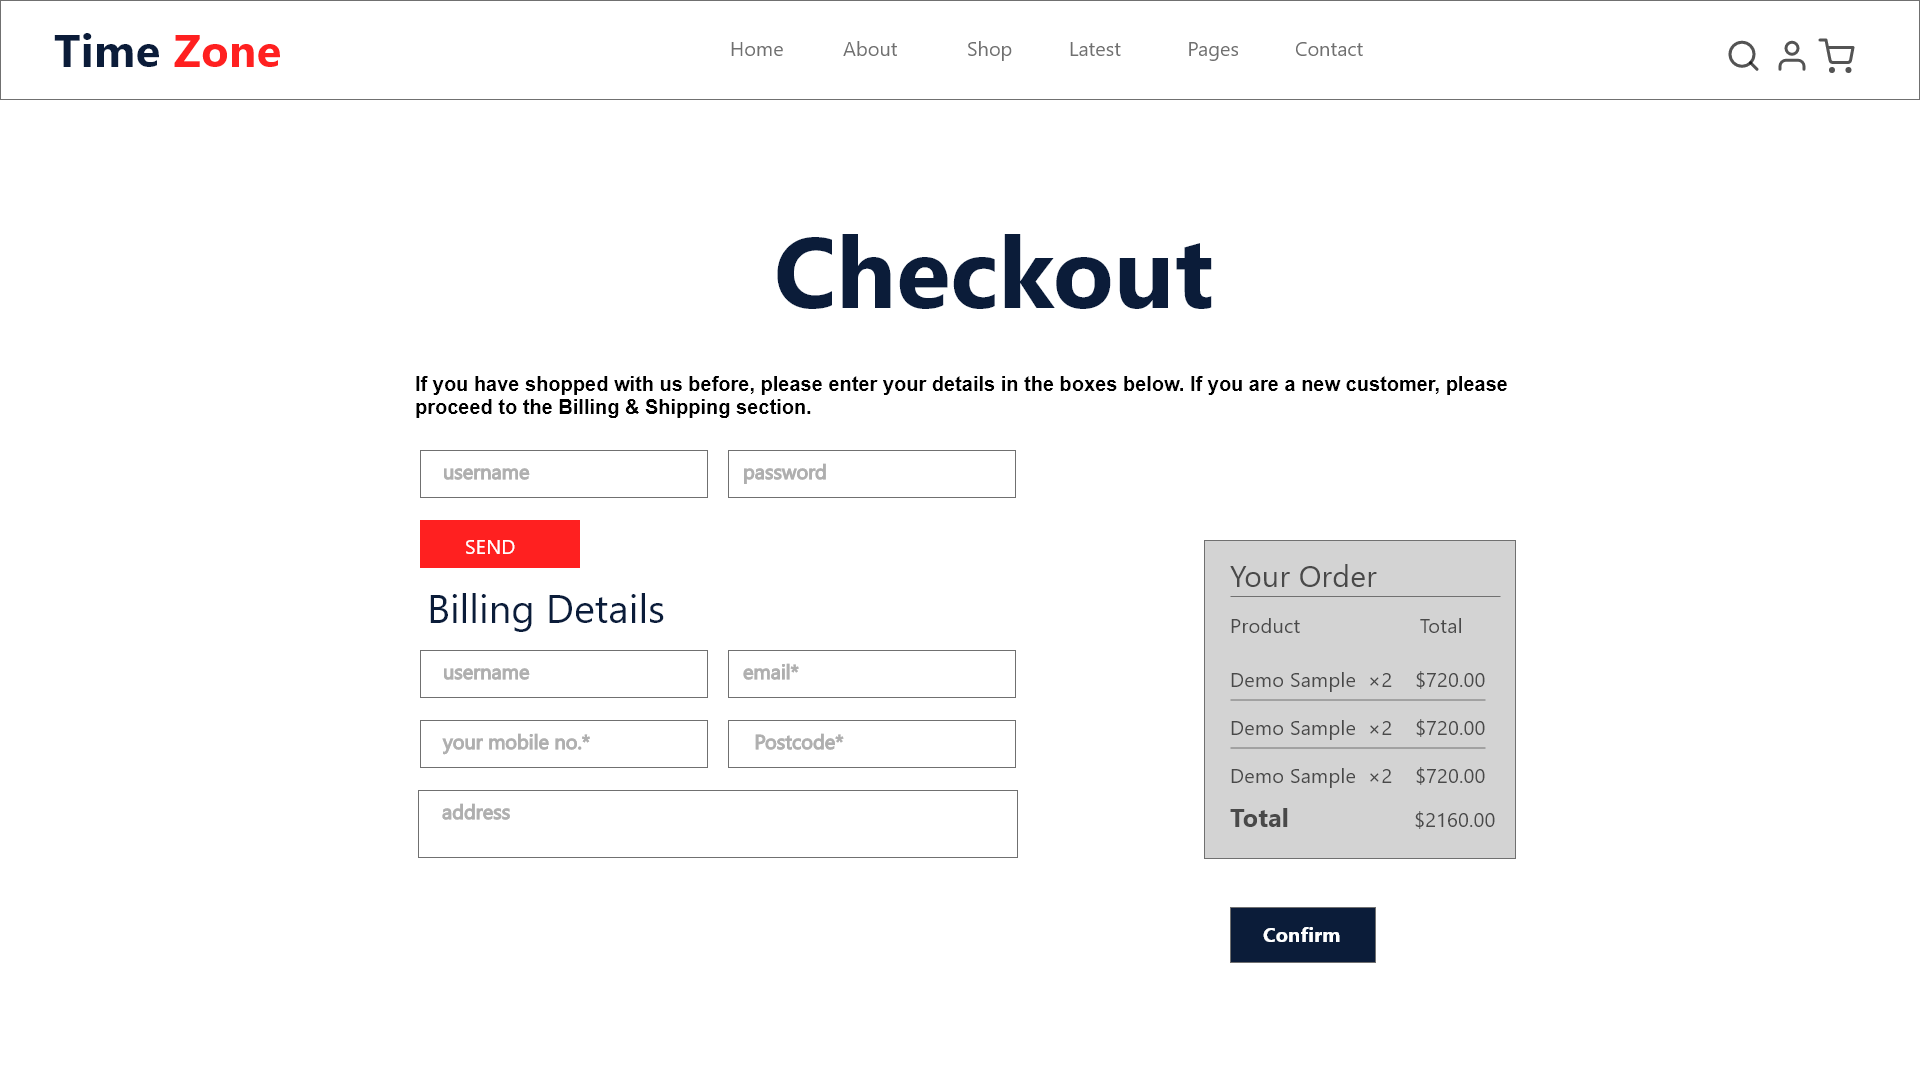 Time Zone
Home About Shop Latest Pages Contact
Checkout
If you have shopped with us before, please enter your details in the boxes below. If you are a new customer, please
proceed to the Billing & Shipping section.
username password
SEND
Billing Details
username email*
your mobile no.* Postcode*
address
Your Order
Product Total
Demo Sample ×2 $720.00
Demo Sample ×2 $720.00
Demo Sample ×2 $720.00
Total $2160.00
Confirm